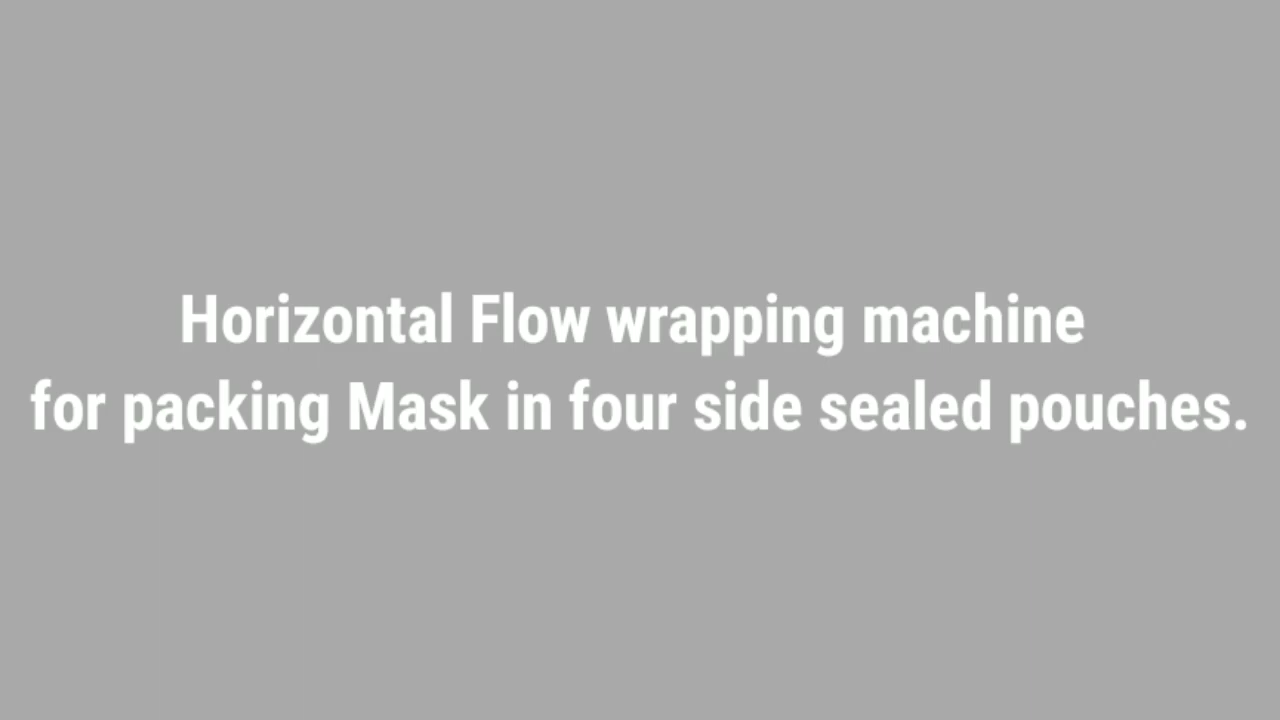 Horizontal Flow wrapping machine
for packing Mask in four side sealed pouches.